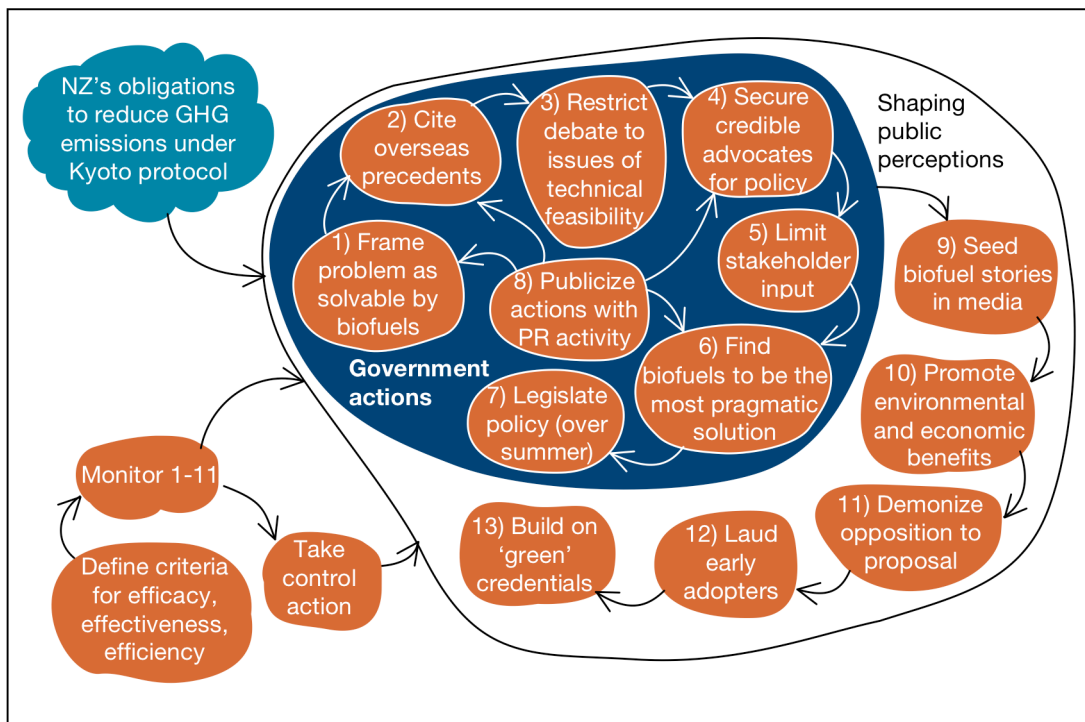 NZ's obligations
to reduce GHG
emissions under
Kyoto protocol
2) Cite
overseas
precedents
3) Restrict
debate to
issues of
technical
feasibility
4) Secure
credible
advocates
for policy
Shaping
public
perceptions
1) Frame
problem as
solvable by
biofuels
8) Publicize
actions with
PR activity
5) Limit
stakeholder
input
9) Seed
biofuel stories
in media
Government
actions
7) Legislate
policy (over
summer)
6) Find
biofuels to be the
most pragmatic
solution
10) Promote
environmental
and economic
benefits
Monitor 1-11
Define criteria
for efficacy,
effectiveness,
efficiency
Take
control
action
13) Build on
'green'
credentials
12) Laud
early
adopters
11) Demonize
opposition to
proposal